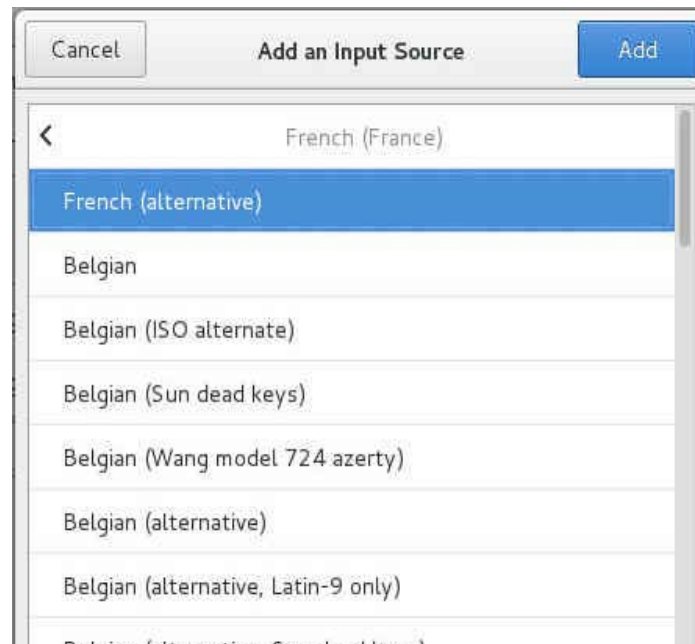 Cancel Add an Input Source Add
French (France)
French (alternative)
Belgian
Belgian (ISO alternate)
Belgian (Sun dead keys)
Belgian (Wang model 724 azerty)
Belgian (alternative)
Belgian (alternative, Latin-9 only)